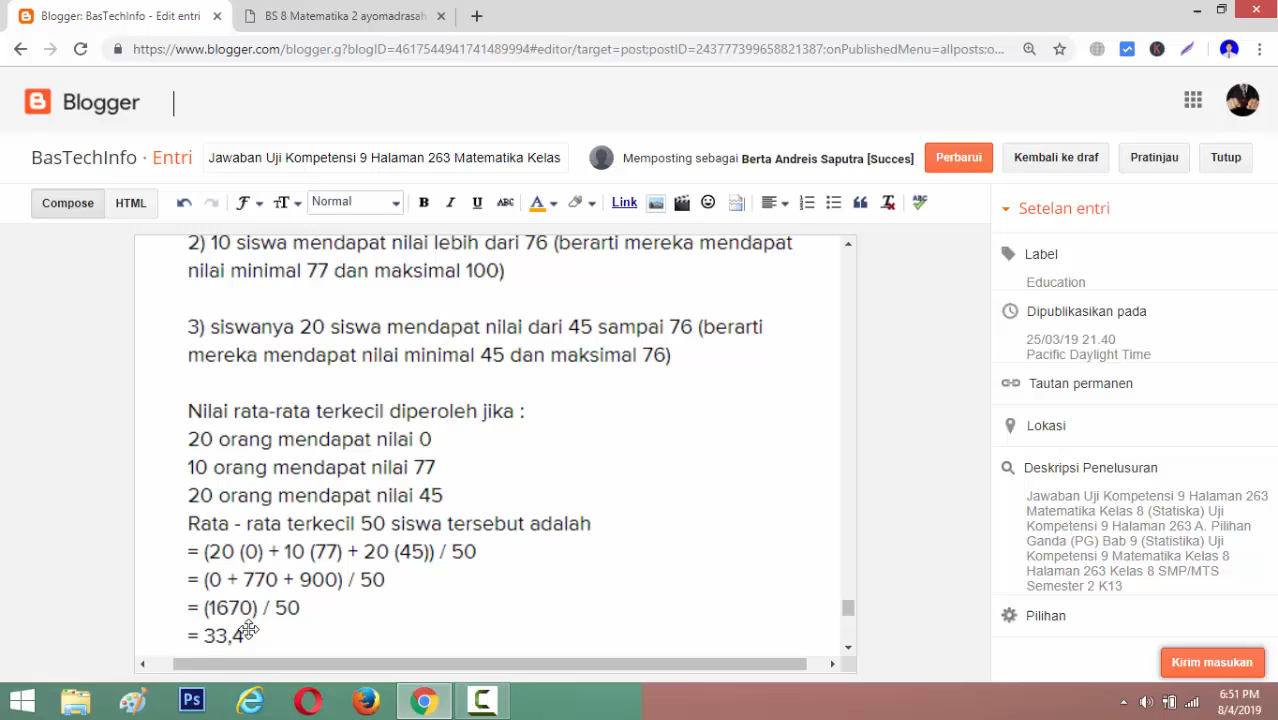 Blogger: BasTechInfo - Edit entri
BS 8 Matematika 2 ayomadrasah
https://www.blogger.com/blogger.g?blogID=4617544941741489994#editor/target=post;postID=243777399658821387;onPublishedMenu=allposts;o...
Blogger
BasTechInfo · Entri
Jawaban Uji Kompetensi 9 Halaman 263 Matematika Kelas
Memposting sebagai Berta Andreis Saputra [Succes]
Perbarui
Kembali ke draf
Pratinjau
Tutup
Compose
HTML
Normal
B I U ABC
A
Link
Setelan entri
Label
Education
Dipublikasikan pada
25/03/19 21.40
Pacific Daylight Time
Tautan permanen
Lokasi
Deskripsi Penelusuran
Jawaban Uji Kompetensi 9 Halaman 263
Matematika Kelas 8 (Statiska) Uji
Kompetensi 9 Halaman 263 A. Pilihan
Ganda (PG) Bab 9 (Statistika) Uji
Kompetensi 9 Matematika Kelas 8
Halaman 263 Kelas 8 SMP/MTS
Semester 2 K13
Pilihan
Kirim masukan
2) 10 siswa mendapat nilai lebih dari 76 (berarti mereka mendapat
nilai minimal 77 dan maksimal 100)
3) siswanya 20 siswa mendapat nilai dari 45 sampai 76 (berarti
mereka mendapat nilai minimal 45 dan maksimal 76)
Nilai rata-rata terkecil diperoleh jika :
20 orang mendapat nilai 0
10 orang mendapat nilai 77
20 orang mendapat nilai 45
Rata - rata terkecil 50 siswa tersebut adalah
= (20 (0) + 10 (77) + 20 (45)) / 50
= (0 + 770 + 900) / 50
= (1670) / 50
= 33,4
Ps
6:51 PM
8/4/2019